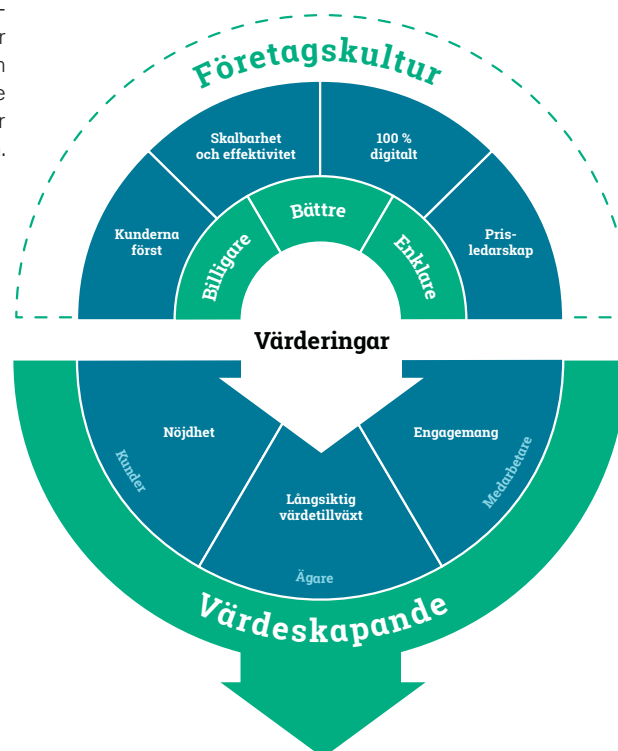 Företagskultur
Skalbarhet
och effektivitet
100 %
digitalt
Kunderna
först
Pris-
ledarskap
Billigare
Bättre
Enklare
Värderingar
Nöjdhet
Engagemang
Kunder
Medarbetare
Långsiktig
värdetillväxt
Ägare
Värdeskapande